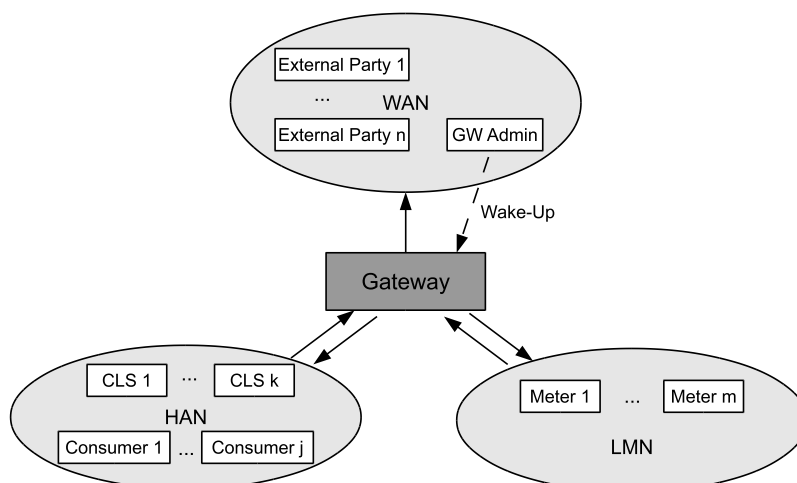 External Party 1
...
WAN
External Party n
GW Admin
Wake-Up
Gateway
CLS 1
...
CLS k
HAN
Consumer 1
...
Consumer j
Meter 1
...
Meter m
LMN